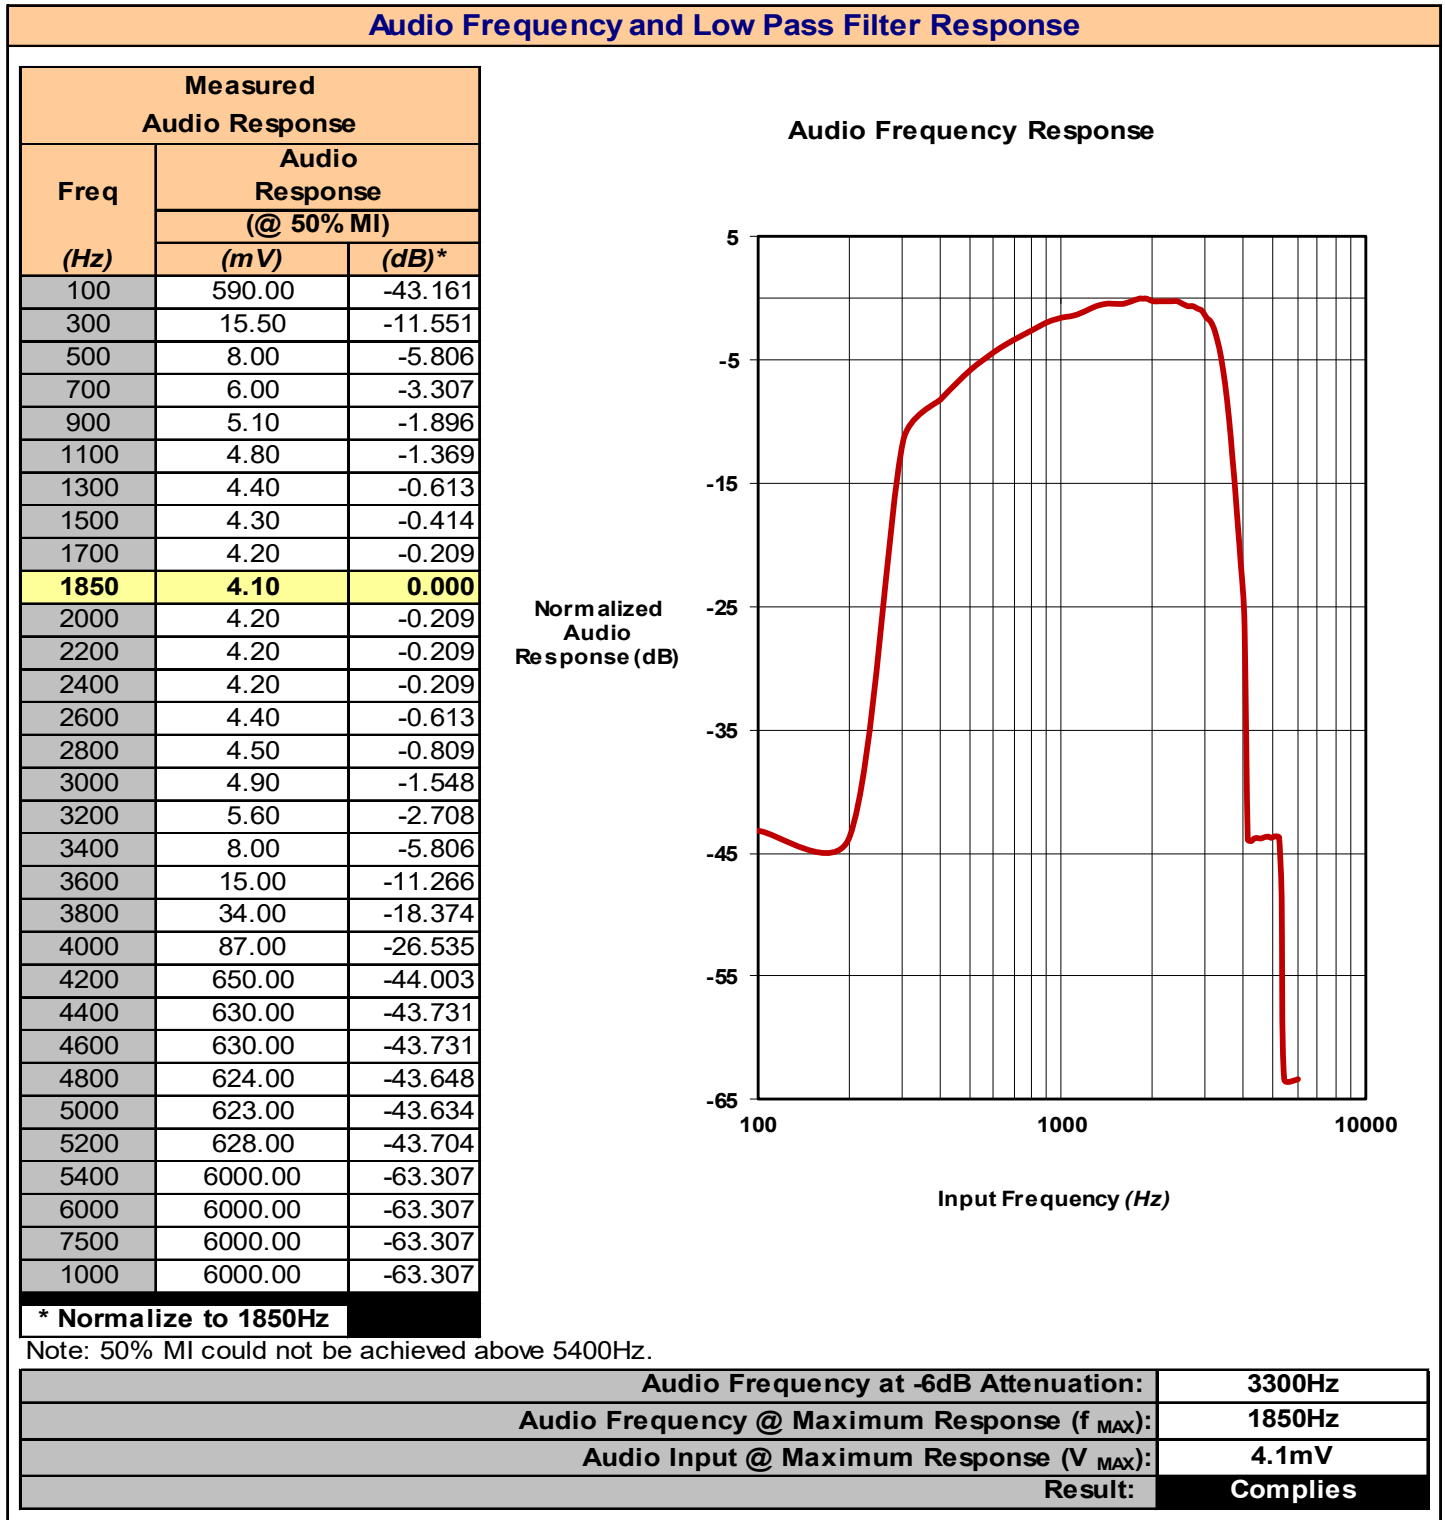 Audio Frequency and Low Pass Filter Response
Measured
Audio Response
Freq
(Hz)
Audio
Response
(@ 50% MI)
(mV) (dB)*
100 590.00 -43.161
300 15.50 -11.551
500 8.00 -5.806
700 6.00 -3.307
900 5.10 -1.896
1100 4.80 -1.369
1300 4.40 -0.613
1500 4.30 -0.414
1700 4.20 -0.209
1850 4.10 0.000
2000 4.20 -0.209
2200 4.20 -0.209
2400 4.20 -0.209
2600 4.40 -0.613
2800 4.50 -0.809
3000 4.90 -1.548
3200 5.60 -2.708
3400 8.00 -5.806
3600 15.00 -11.266
3800 34.00 -18.374
4000 87.00 -26.535
4200 650.00 -44.003
4400 630.00 -43.731
4600 630.00 -43.731
4800 624.00 -43.648
5000 623.00 -43.634
5200 628.00 -43.704
5400 6000.00 -63.307
6000 6000.00 -63.307
7500 6000.00 -63.307
1000 6000.00 -63.307
* Normalize to 1850Hz
Audio Frequency Response
Normalized
Audio
Response (dB)
5
-5
-15
-25
-35
-45
-55
-65
100 1000 10000
Input Frequency (Hz)
Note: 50% MI could not be achieved above 5400Hz.
Audio Frequency at -6dB Attenuation: 3300Hz
Audio Frequency @ Maximum Response (f MAX): 1850Hz
Audio Input @ Maximum Response (V MAX): 4.1mV
Result: Complies